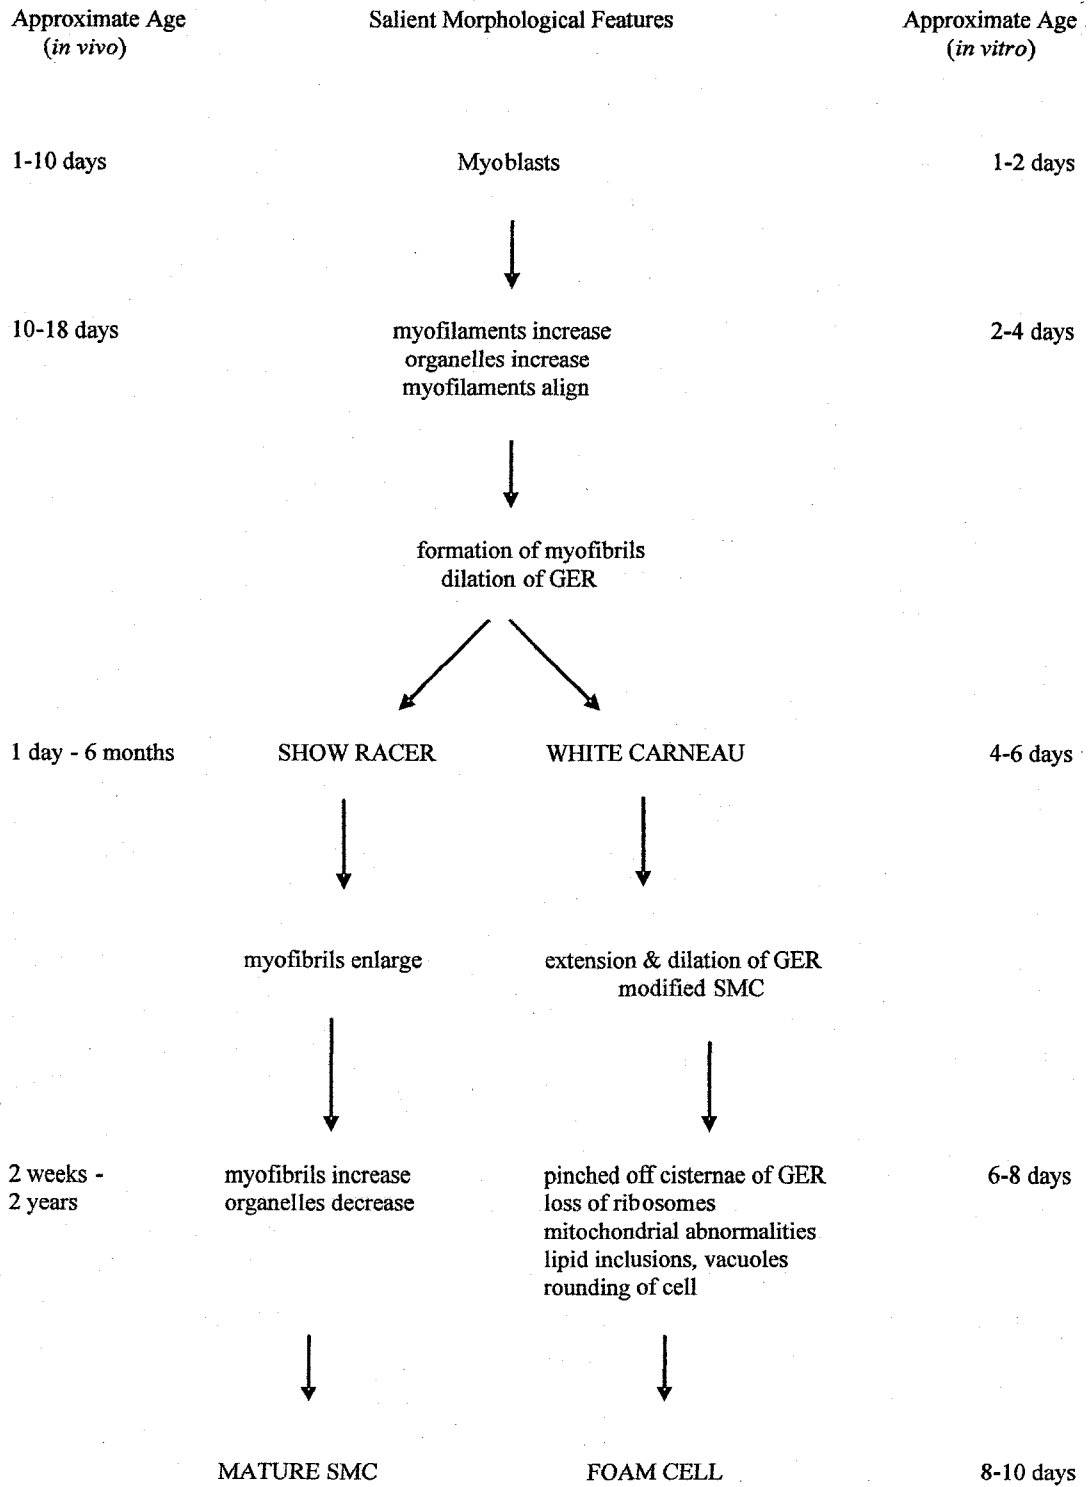 Approximate Age Salient Morphological Features Approximate Age
(in vivo) (in vitro)
1-10 days Myoblasts 1-2 days
10-18 days myofilaments increase 2-4 days
organelles increase
myofilaments align
formation of myofibrils
dilation of GER
1 day - 6 months SHOW RACER WHITE CARNEAU 4-6 days
myofibrils enlarge extension & dilation of GER
modified SMC
2 weeks - myofibrils increase pinched off cisternae of GER 6-8 days
2 years organelles decrease loss of ribosomes
mitochondrial abnormalities
lipid inclusions, vacuoles
rounding of cell
MATURE SMC FOAM CELL 8-10 days